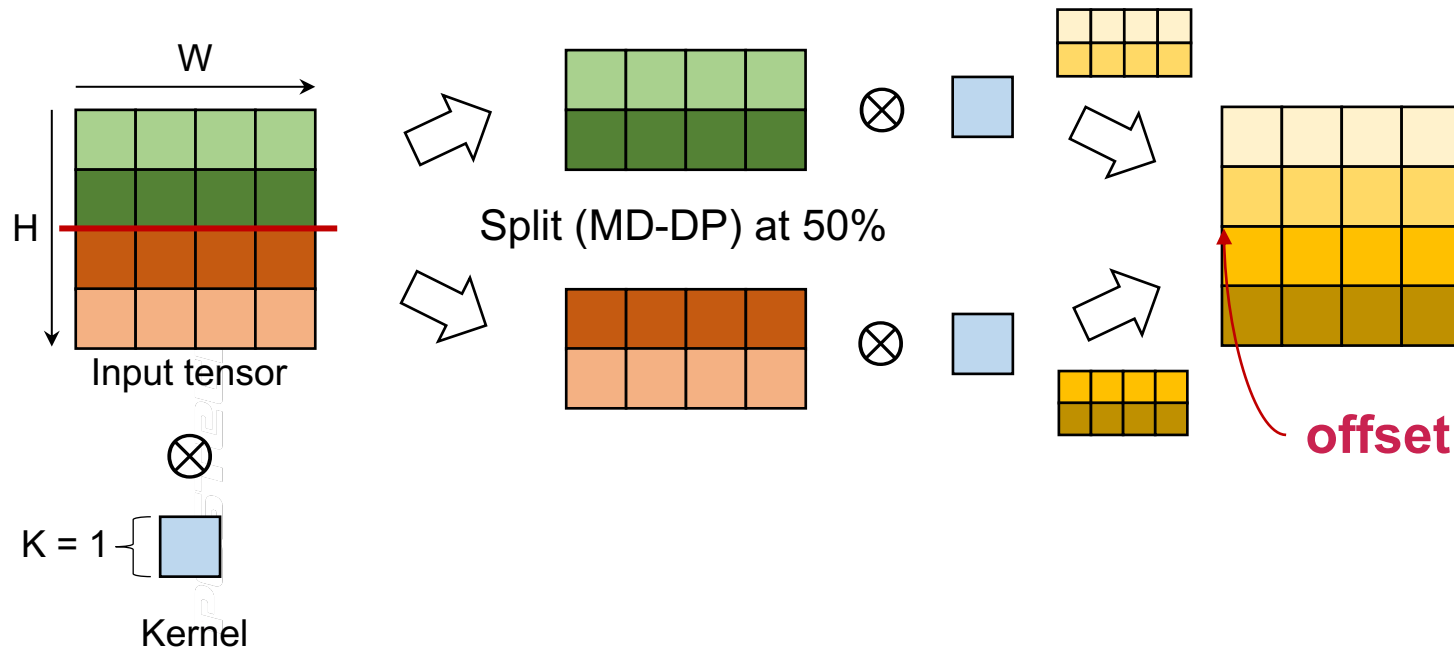 W
H
Split (MD-DP) at 50%
Input tensor
offset
K = 1
Kernel